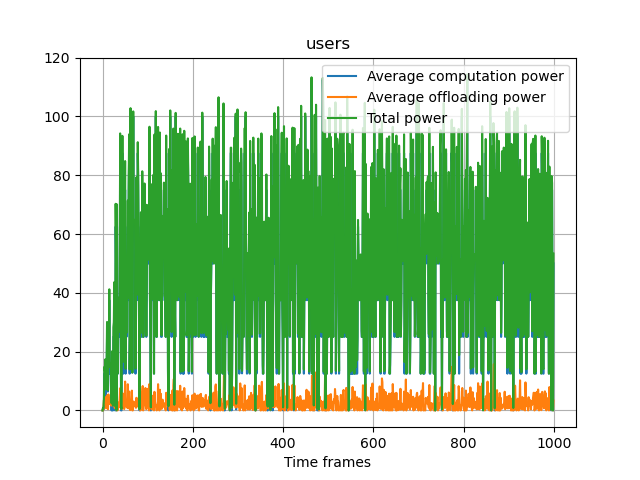 users
120
100
80
60
40
20
0
Average computation power
Average offloading power
Total power
0 200 400 600 800 1000
Time frames